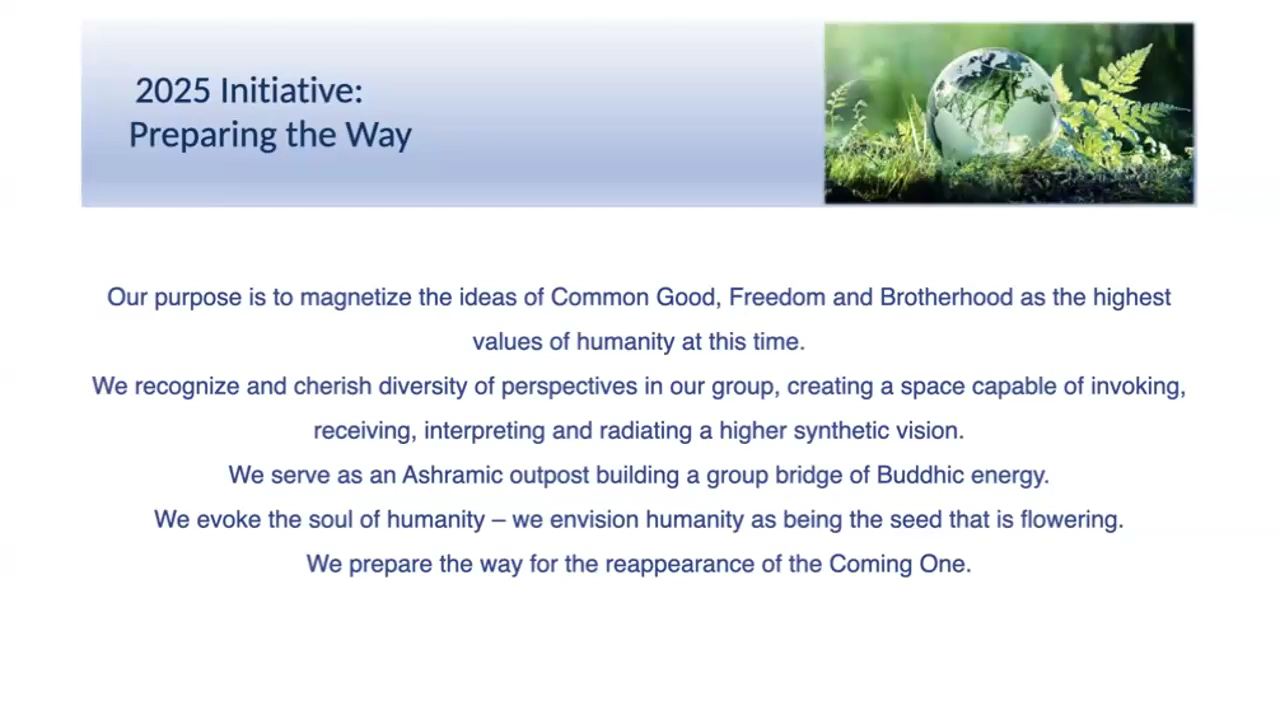 2025 Initiative:
Preparing the Way
Our purpose is to magnetize the ideas of Common Good, Freedom and Brotherhood as the highest
values of humanity at this time.
We recognize and cherish diversity of perspectives in our group, creating a space capable of invoking,
receiving, interpreting and radiating a higher synthetic vision.
We serve as an Ashramic outpost building a group bridge of Buddhic energy.
We evoke the soul of humanity – we envision humanity as being the seed that is flowering.
We prepare the way for the reappearance of the Coming One.